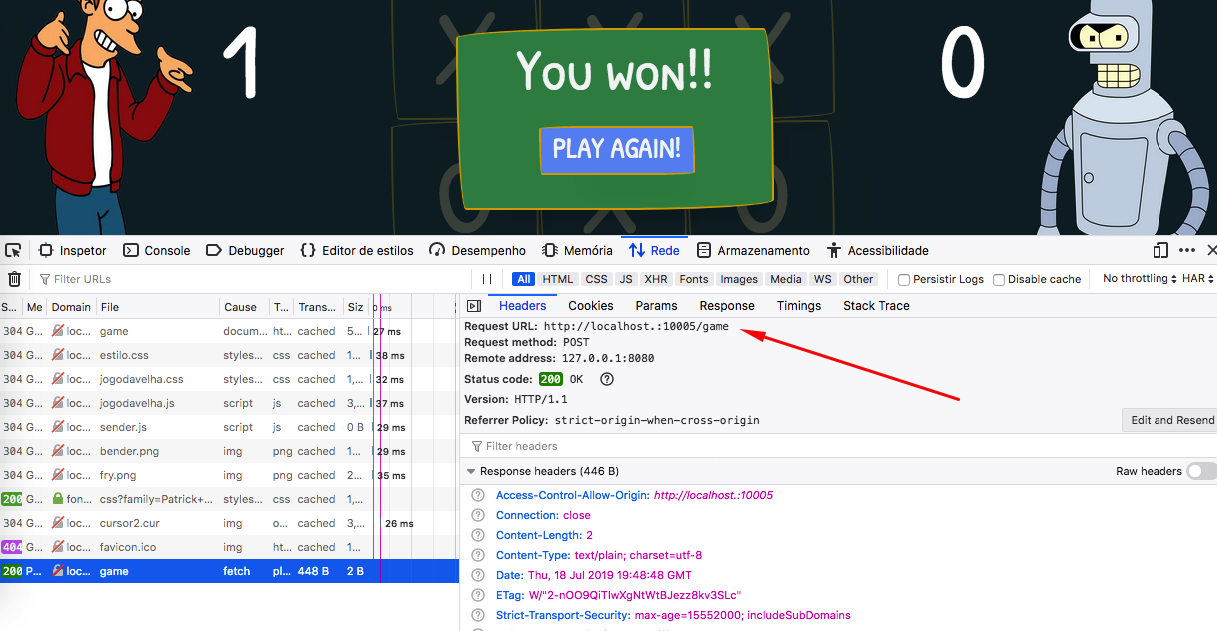 1
0
You won!!
PLAY AGAIN!
Inspetor Console Debugger {} Editor de estilos Desempenho Memória Rede Armazenamento Acessibilidade
Filter URLs All HTML CSS JS XHR Fonts Images Media WS Other Persistir Logs Disable cache No throttling HAR
S... Me Domain File Cause T... Trans... Siz 0 ms
304 G... loc... game docum... ht... cached 5... 27 ms
304 G... loc... estilo.css styles... css cached 1... 38 ms
304 G... loc... jogodavelha.css styles... css cached 1,... 32 ms
304 G... loc... jogodavelha.js script js cached 3,... 37 ms
304 G... loc... sender.js script js cached 0 B 29 ms
304 G... loc... bender.png img png cached 1... 29 ms
304 G... loc... fry.png img png cached 2... 35 ms
200 G... fon... css?family=Patrick+... styles... css cached 1,...
304 G... loc... cursor2.cur img o... cached 3,... 26 ms
404 G... loc... favicon.ico img ht... cached 1...
200 P... loc... game fetch pl... 448 B 2 B
Headers Cookies Params Response Timings Stack Trace
Request URL: http://localhost.:10005/game
Request method: POST
Remote address: 127.0.0.1:8080
Status code: 200 OK ?
Version: HTTP/1.1
Referrer Policy: strict-origin-when-cross-origin Edit and Resend
Filter headers
Response headers (446 B) Raw headers
? Access-Control-Allow-Origin: http://localhost.:10005
? Connection: close
? Content-Length: 2
? Content-Type: text/plain; charset=utf-8
? Date: Thu, 18 Jul 2019 19:48:48 GMT
? ETag: W/"2-nOO9QiTIwXgNtWtBJezz8kv3SLc"
? Strict-Transport-Security: max-age=15552000; includeSubDomains